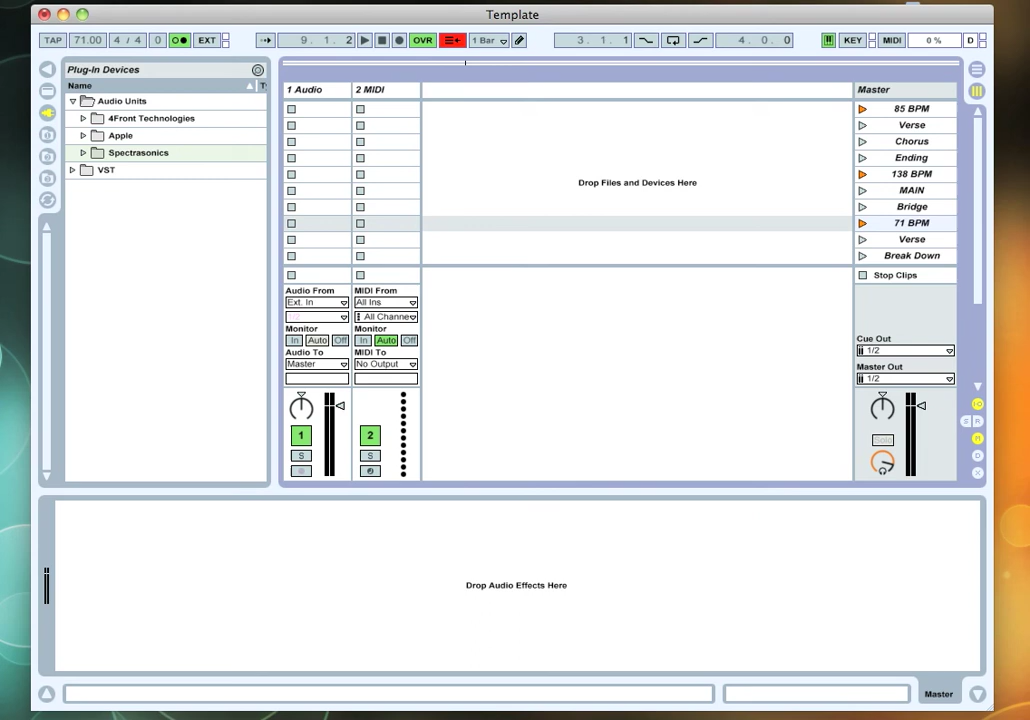 Template
TAP 71.00 4 / 4 0 EXT 9. 1. 2 OVR 1 Bar 3. 1. 1 4. 0. 0 KEY MIDI 0 % D
Plug-In Devices
Name T
Audio Units
4Front Technologies
Apple
Spectrasonics
VST
1 Audio 2 MIDI Master
85 BPM
Verse
Chorus
Ending
138 BPM
MAIN
Bridge
71 BPM
Verse
Break Down
Drop Files and Devices Here
Stop Clips
Audio From MIDI From
Ext. In All Ins
1/2 All Channe
Monitor Monitor
In Auto Off In Auto Off
Audio To MIDI To
Master No Output
Cue Out
1/2
Master Out
1/2
1 2
S S
Solo
S R
D
Drop Audio Effects Here
Master